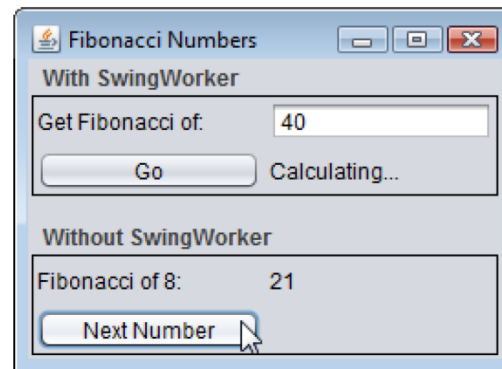 Fibonacci Numbers
With SwingWorker
Get Fibonacci of: 40
Go Calculating...
Without SwingWorker
Fibonacci of 8: 21
Next Number